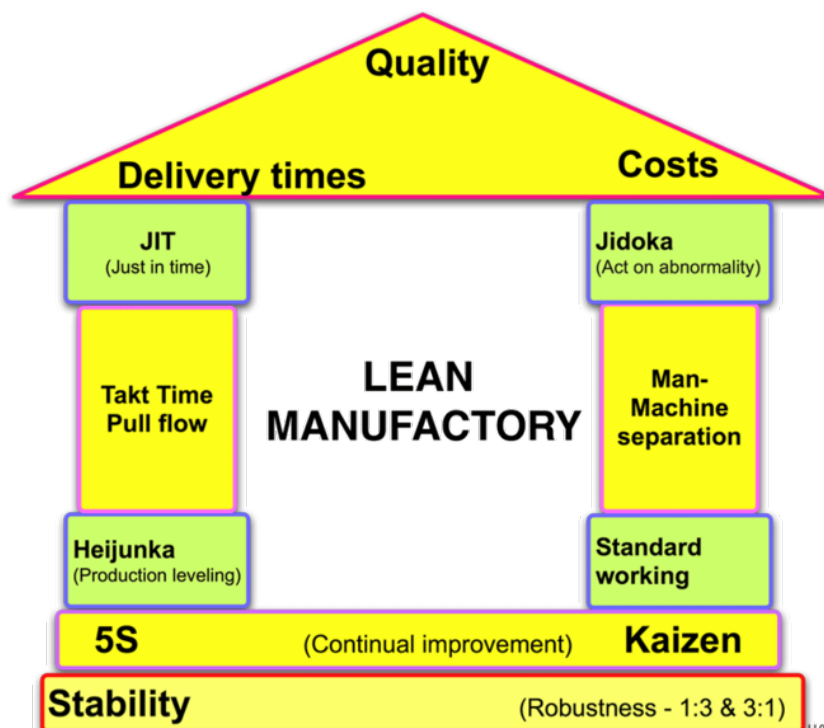 Quality
Delivery times
Costs
JIT
(Just in time)
Jidoka
(Act on abnormality)
Takt Time
Pull flow
LEAN
MANUFACTORY
Man-
Machine
separation
Heijunka
(Production leveling)
Standard
working
5S (Continual improvement) Kaizen
Stability (Robustness - 1:3 & 3:1)